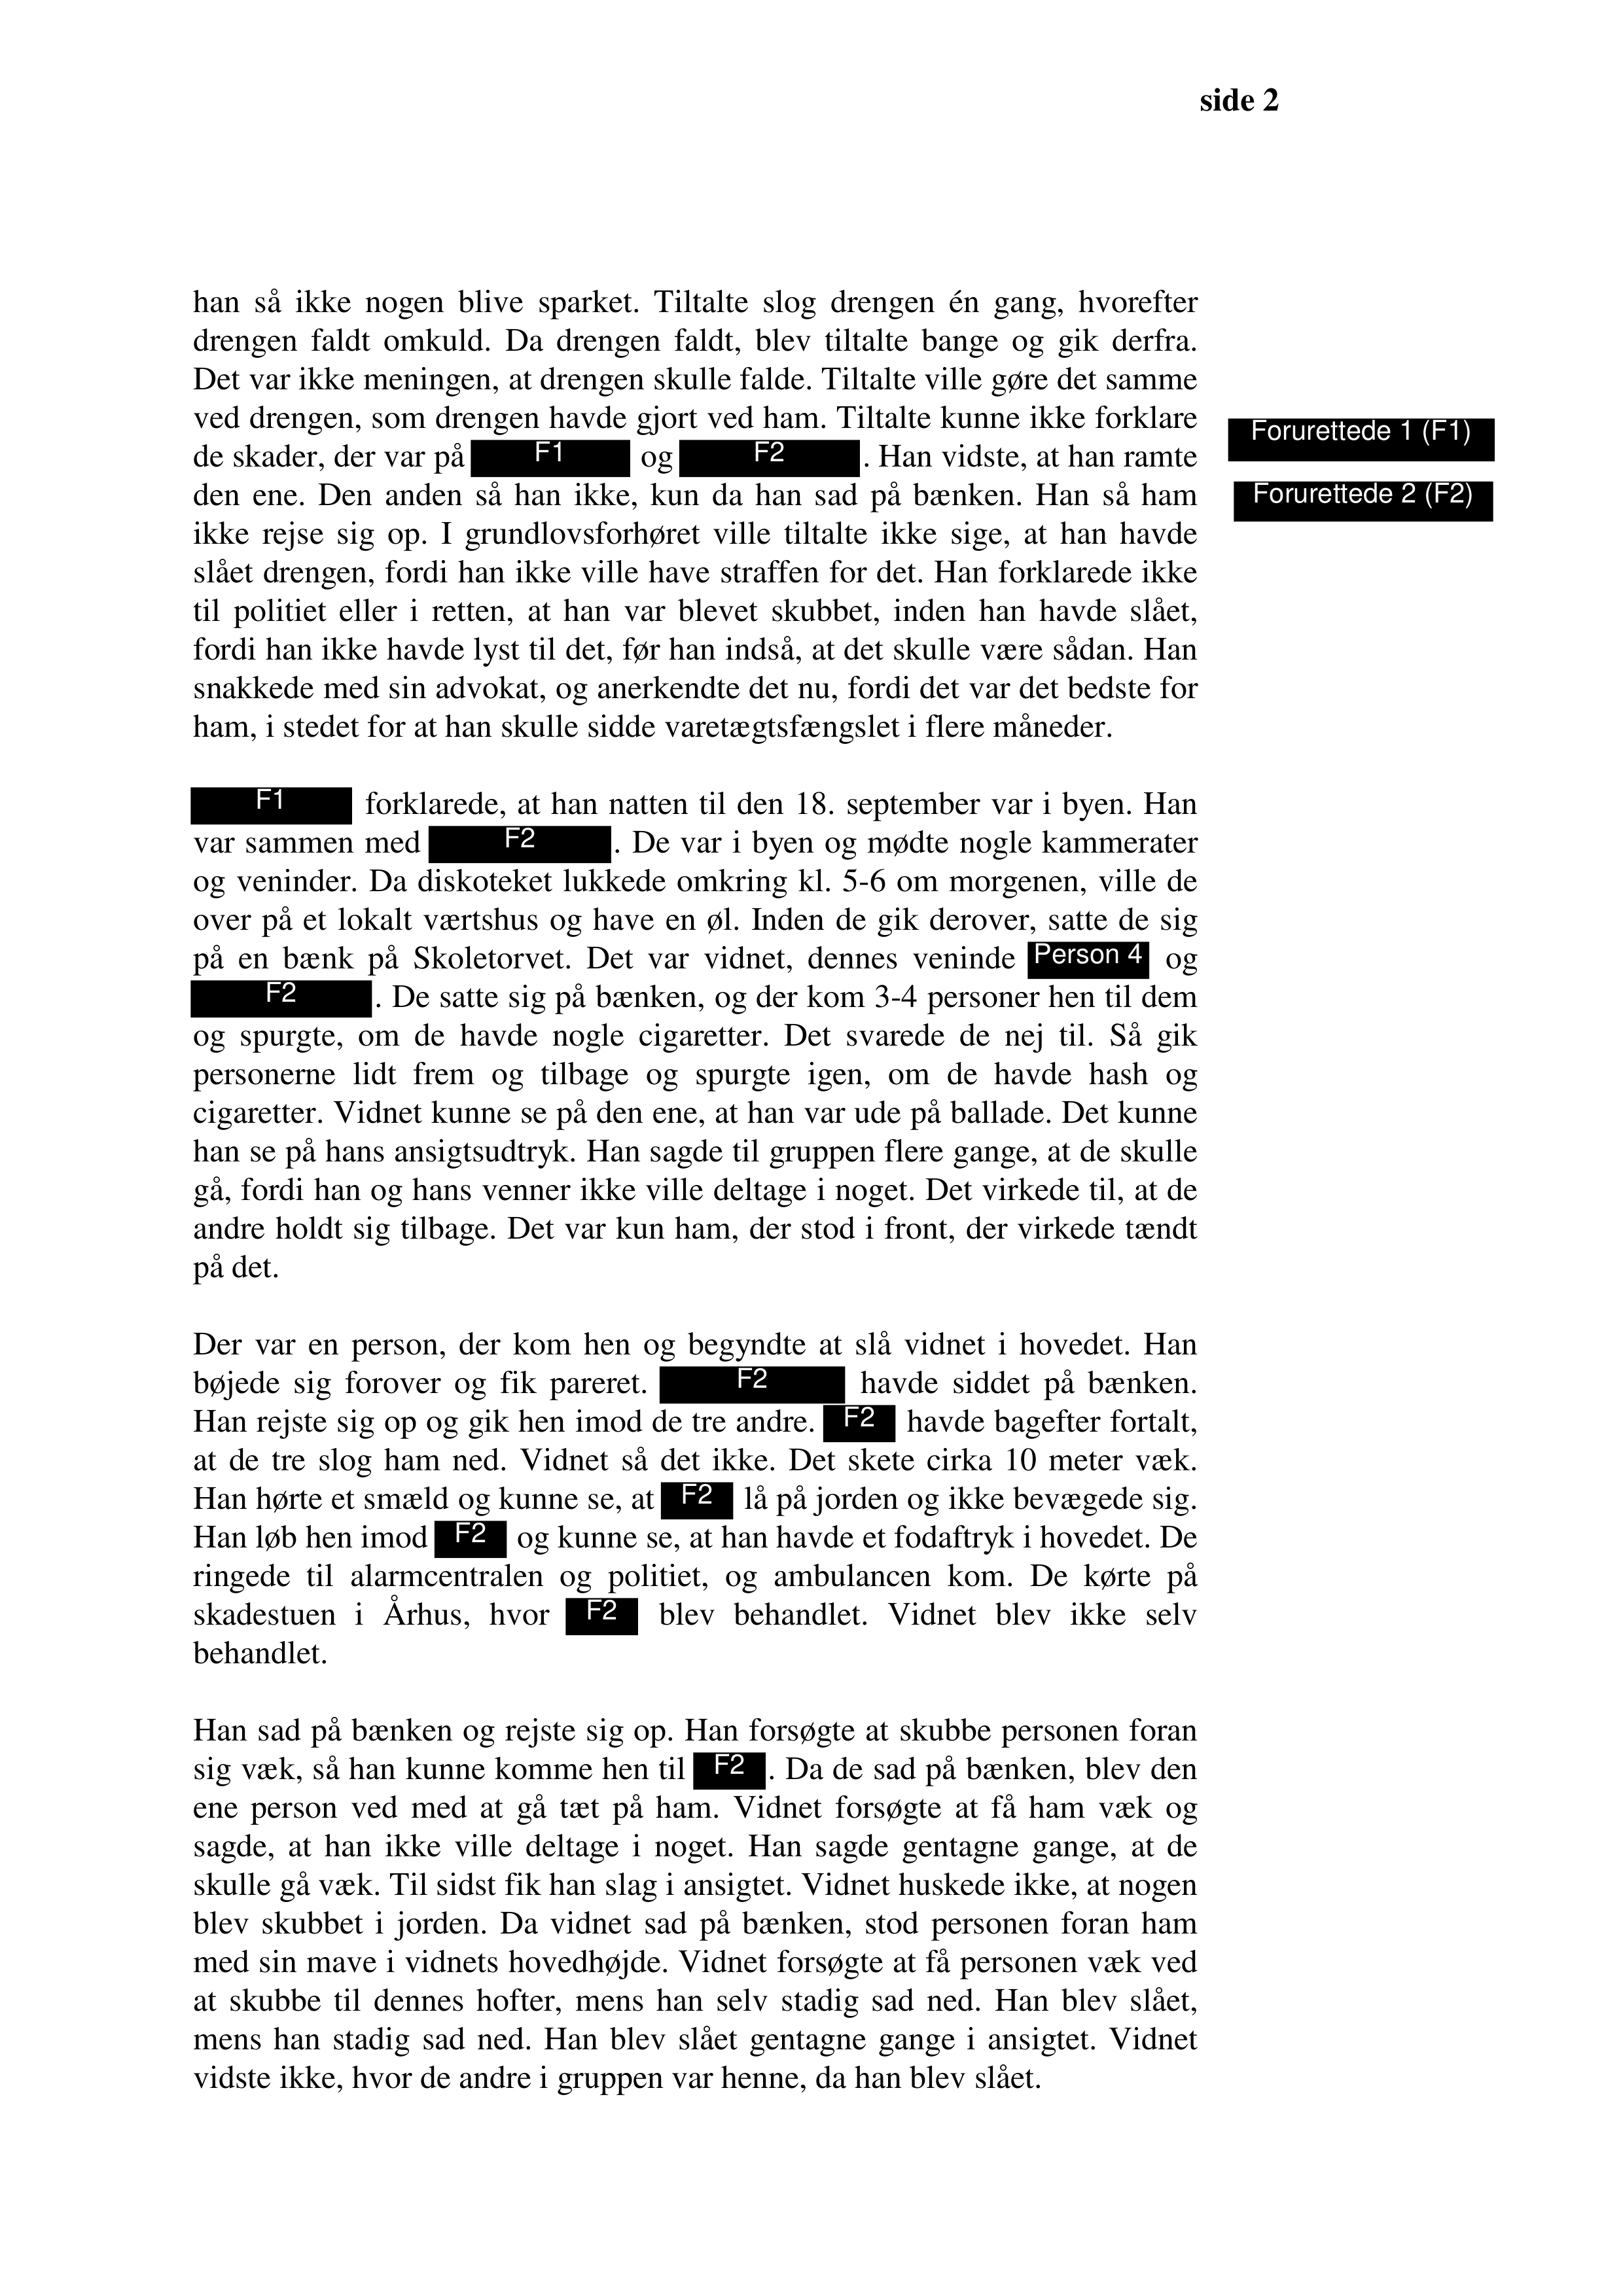 side 2
han så ikke nogen blive sparket. Tiltalte slog drengen én gang, hvorefter
drengen faldt omkuld. Da drengen faldt, blev tiltalte bange og gik derfra.
Det var ikke meningen, at drengen skulle falde. Tiltalte ville gøre det samme
ved drengen, som drengen havde gjort ved ham. Tiltalte kunne ikke forklare
Forurettede 1 (F1)
de skader, der var på F1 og F2. Han vidste, at han ramte
den ene. Den anden så han ikke, kun da han sad på bænken. Han så ham
Forurettede 2 (F2)
ikke rejse sig op. I grundlovsforhøret ville tiltalte ikke sige, at han havde
slået drengen, fordi han ikke ville have straffen for det. Han forklarede ikke
til politiet eller i retten, at han var blevet skubbet, inden han havde slået,
fordi han ikke havde lyst til det, før han indså, at det skulle være sådan. Han
snakkede med sin advokat, og anerkendte det nu, fordi det var det bedste for
ham, i stedet for at han skulle sidde varetægtsfængslet i flere måneder.
F1 forklarede, at han natten til den 18. september var i byen. Han
var sammen med F2. De var i byen og mødte nogle kammerater
og veninder. Da diskoteket lukkede omkring kl. 5-6 om morgenen, ville de
over på et lokalt værtshus og have en øl. Inden de gik derover, satte de sig
på en bænk på Skoletorvet. Det var vidnet, dennes veninde Person 4 og
F2. De satte sig på bænken, og der kom 3-4 personer hen til dem
og spurgte, om de havde nogle cigaretter. Det svarede de nej til. Så gik
personerne lidt frem og tilbage og spurgte igen, om de havde hash og
cigaretter. Vidnet kunne se på den ene, at han var ude på ballade. Det kunne
han se på hans ansigtsudtryk. Han sagde til gruppen flere gange, at de skulle
gå, fordi han og hans venner ikke ville deltage i noget. Det virkede til, at de
andre holdt sig tilbage. Det var kun ham, der stod i front, der virkede tændt
på det.
Der var en person, der kom hen og begyndte at slå vidnet i hovedet. Han
bøjede sig forover og fik pareret. F2 havde siddet på bænken.
Han rejste sig op og gik hen imod de tre andre. F2 havde bagefter fortalt,
at de tre slog ham ned. Vidnet så det ikke. Det skete cirka 10 meter væk.
Han hørte et smæld og kunne se, at F2 lå på jorden og ikke bevægede sig.
Han løb hen imod F2 og kunne se, at han havde et fodaftryk i hovedet. De
ringede til alarmcentralen og politiet, og ambulancen kom. De kørte på
skadestuen i Århus, hvor F2 blev behandlet. Vidnet blev ikke selv
behandlet.
Han sad på bænken og rejste sig op. Han forsøgte at skubbe personen foran
sig væk, så han kunne komme hen til F2. Da de sad på bænken, blev den
ene person ved med at gå tæt på ham. Vidnet forsøgte at få ham væk og
sagde, at han ikke ville deltage i noget. Han sagde gentagne gange, at de
skulle gå væk. Til sidst fik han slag i ansigtet. Vidnet huskede ikke, at nogen
blev skubbet i jorden. Da vidnet sad på bænken, stod personen foran ham
med sin mave i vidnets hovedhøjde. Vidnet forsøgte at få personen væk ved
at skubbe til dennes hofter, mens han selv stadig sad ned. Han blev slået,
mens han stadig sad ned. Han blev slået gentagne gange i ansigtet. Vidnet
vidste ikke, hvor de andre i gruppen var henne, da han blev slået.